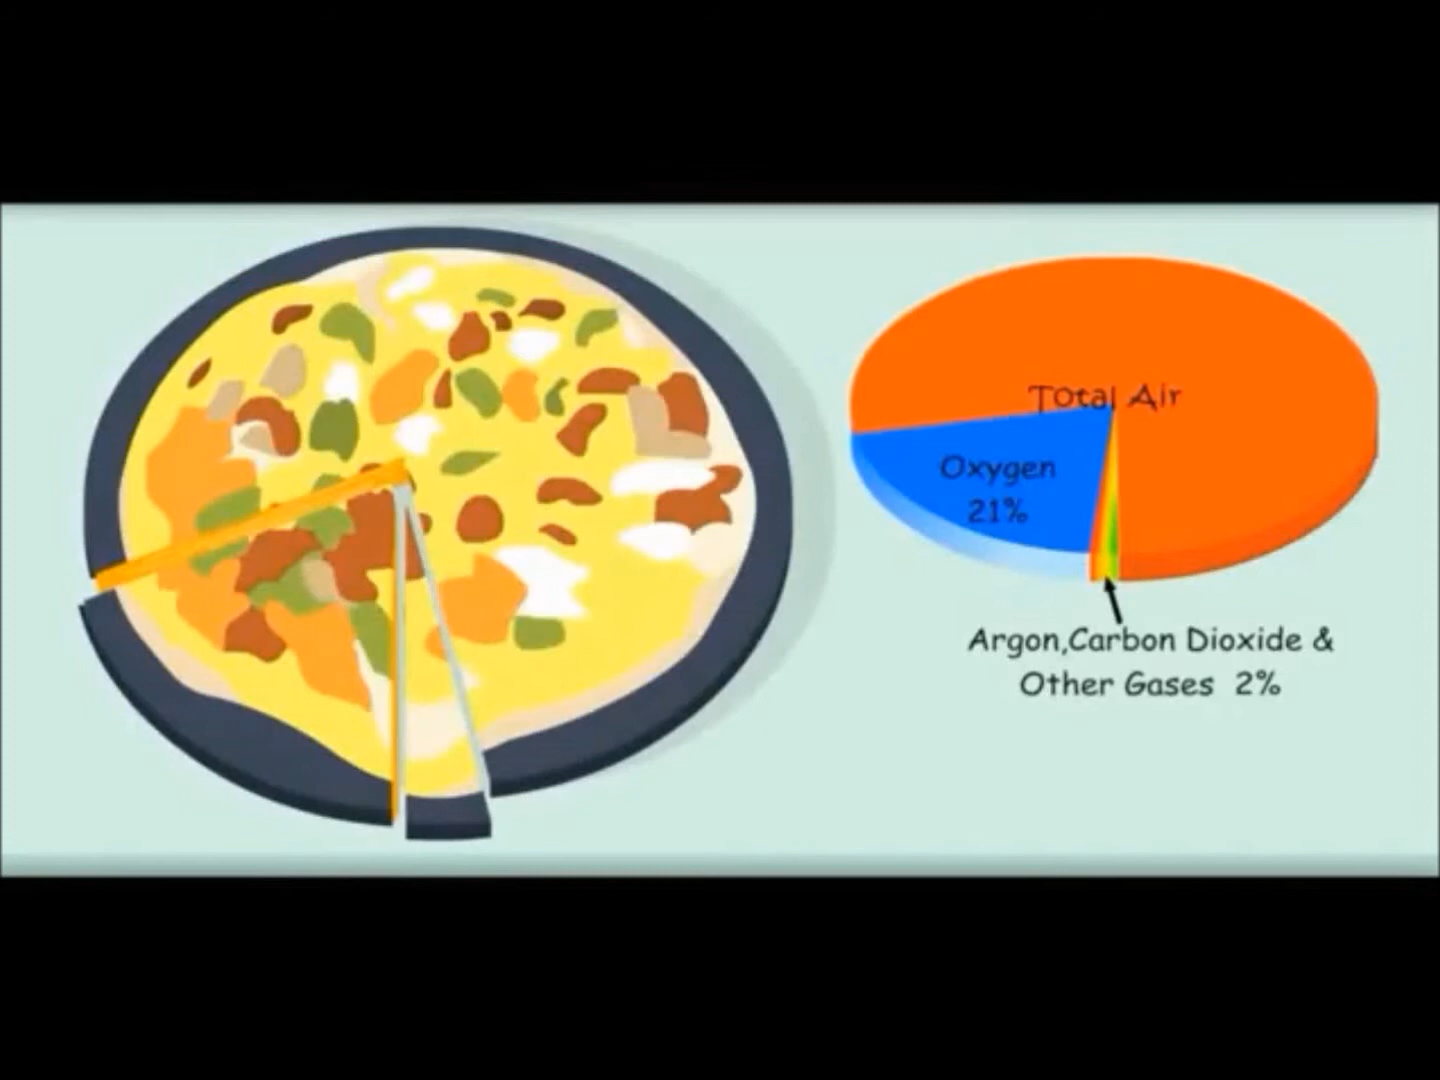 Total Air
Oxygen
21%
Argon,Carbon Dioxide &
Other Gases 2%